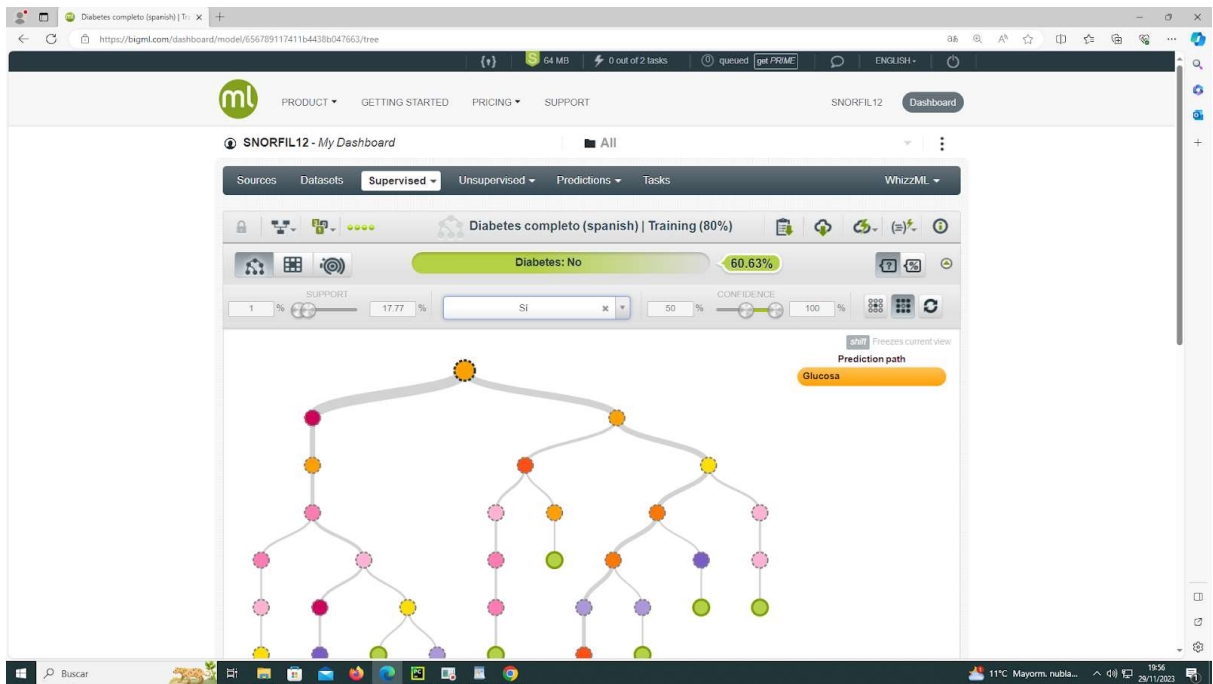 Diabetes completo (spanish) | Tr
https://bigml.com/dashboard/model/656789117411b4438b047663/tree
S 64 MB 0 out of 2 tasks 0 queued get PRIME ENGLISH
ml PRODUCT GETTING STARTED PRICING SUPPORT SNORFIL12 Dashboard
SNORFIL12 - My Dashboard All
Sources Datasets Supervised Unsupervised Predictions Tasks WhizzML
Diabetes completo (spanish) | Training (80%)
Diabetes: No 60.63%
SUPPORT CONFIDENCE
1 % 17.77 % Sí 50 % 100 %
shift Freezes current view
Prediction path
Glucosa
Buscar
11°C Mayorm. nubla...
19:56
29/11/2023